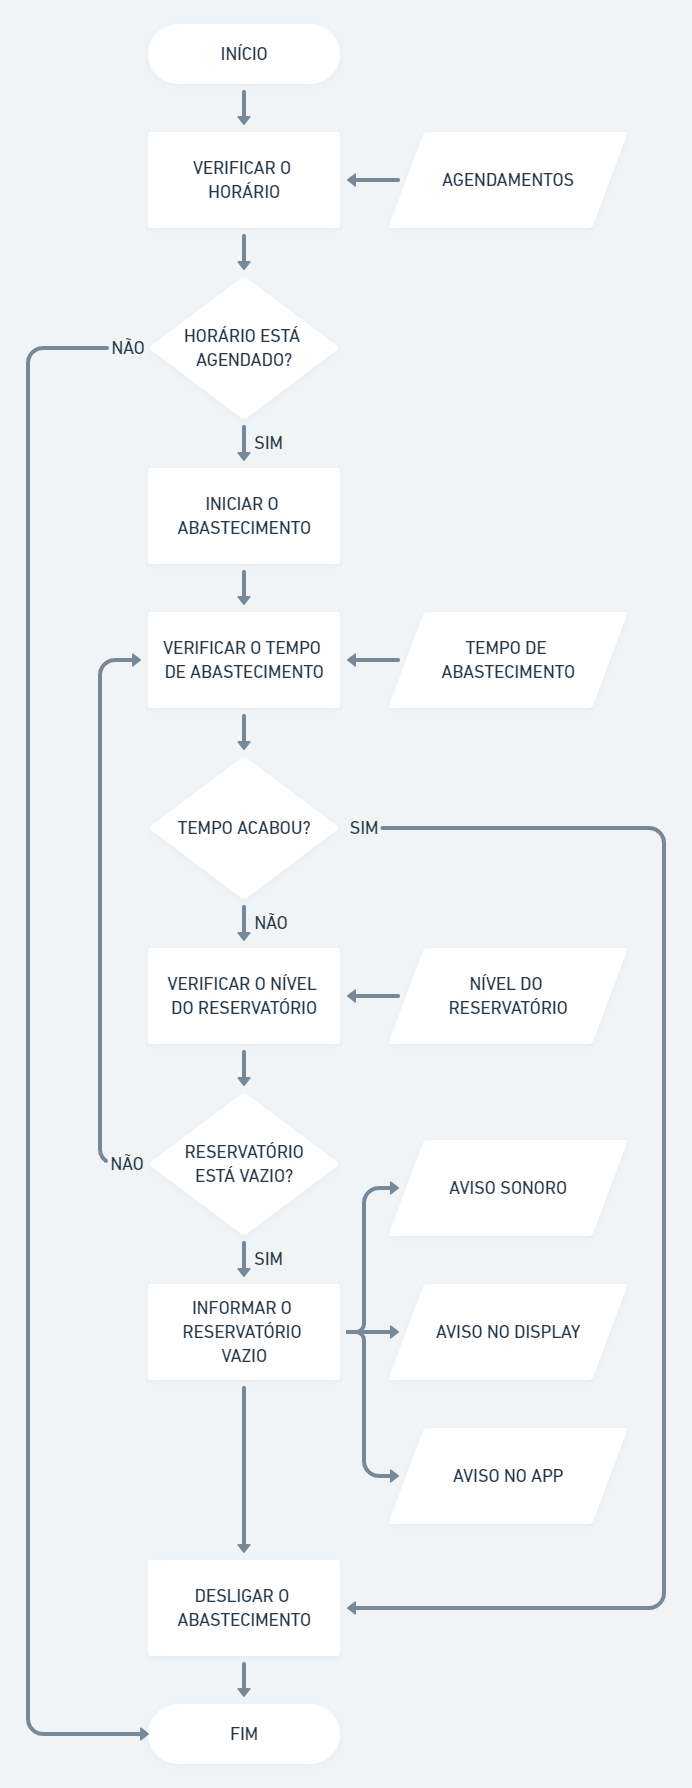 INÍCIO
VERIFICAR O
HORÁRIO
AGENDAMENTOS
HORÁRIO ESTÁ
AGENDADO?
NÃO
SIM
INICIAR O
ABASTECIMENTO
VERIFICAR O TEMPO
DE ABASTECIMENTO
TEMPO DE
ABASTECIMENTO
TEMPO ACABOU?
SIM
NÃO
VERIFICAR O NÍVEL
DO RESERVATÓRIO
NÍVEL DO
RESERVATÓRIO
RESERVATÓRIO
ESTÁ VAZIO?
NÃO
SIM
AVISO SONORO
INFORMAR O
RESERVATÓRIO
VAZIO
AVISO NO DISPLAY
AVISO NO APP
DESLIGAR O
ABASTECIMENTO
FIM